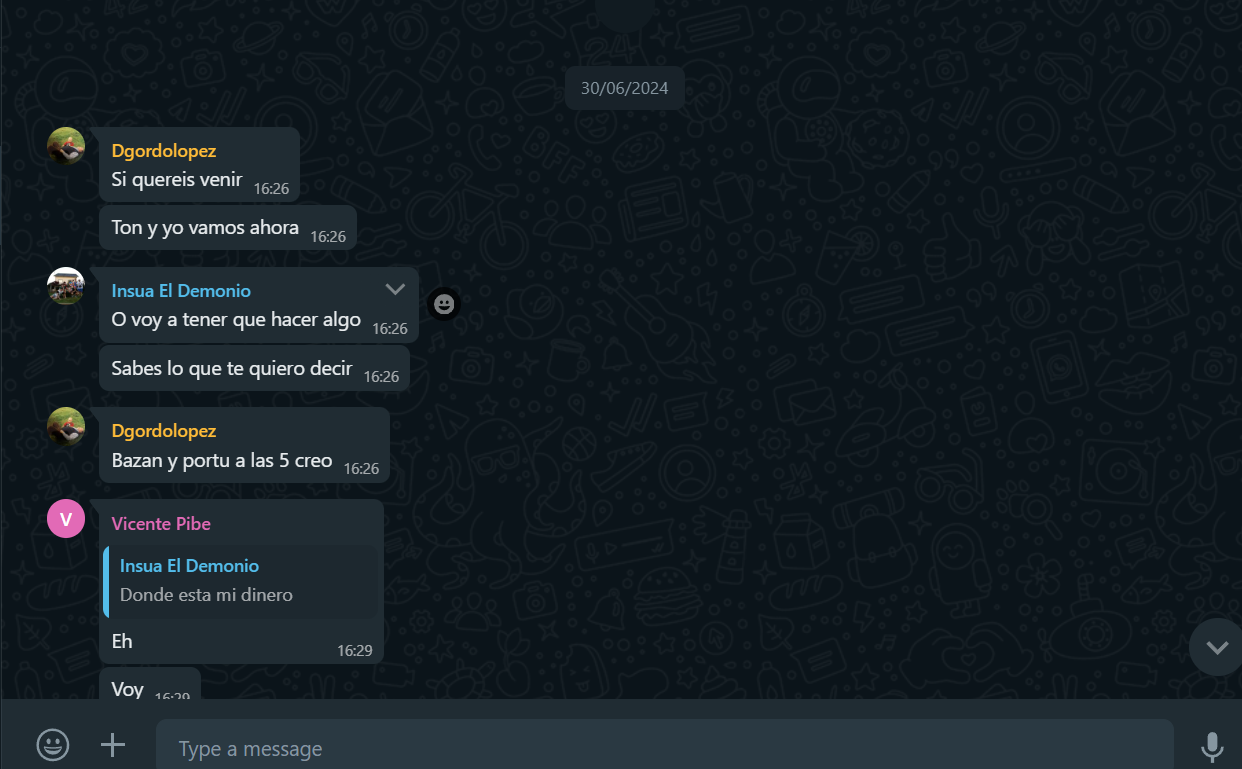 30/06/2024
Dgordolopez
Si quereis venir 16:26
Ton y yo vamos ahora 16:26
Insua El Demonio
O voy a tener que hacer algo 16:26
Sabes lo que te quiero decir 16:26
Dgordolopez
Bazan y portu a las 5 creo 16:26
V
Vicente Pibe
Insua El Demonio
Donde esta mi dinero
Eh 16:29
Voy 16:29
Type a message